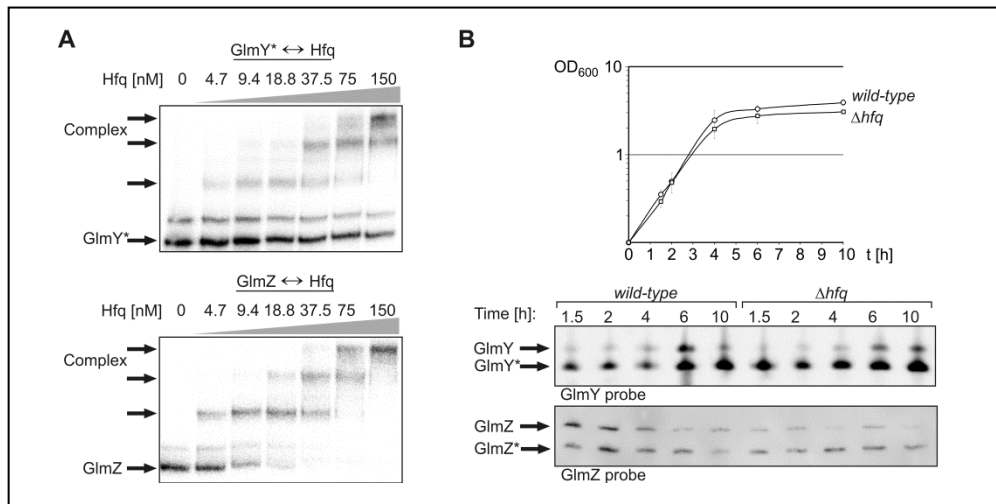 A
GlmY* ↔ Hfq
Hfq [nM] 0 4.7 9.4 18.8 37.5 75 150
Complex
GlmY*
GlmZ ↔ Hfq
Hfq [nM] 0 4.7 9.4 18.8 37.5 75 150
Complex
GlmZ
B
OD600
10
1
wild-type
Δhfq
0 1 2 3 4 5 6 7 8 9 10 t [h]
wild-type Δhfq
Time [h]: 1.5 2 4 6 10 1.5 2 4 6 10
GlmY
GlmY*
GlmY probe
GlmZ
GlmZ*
GlmZ probe